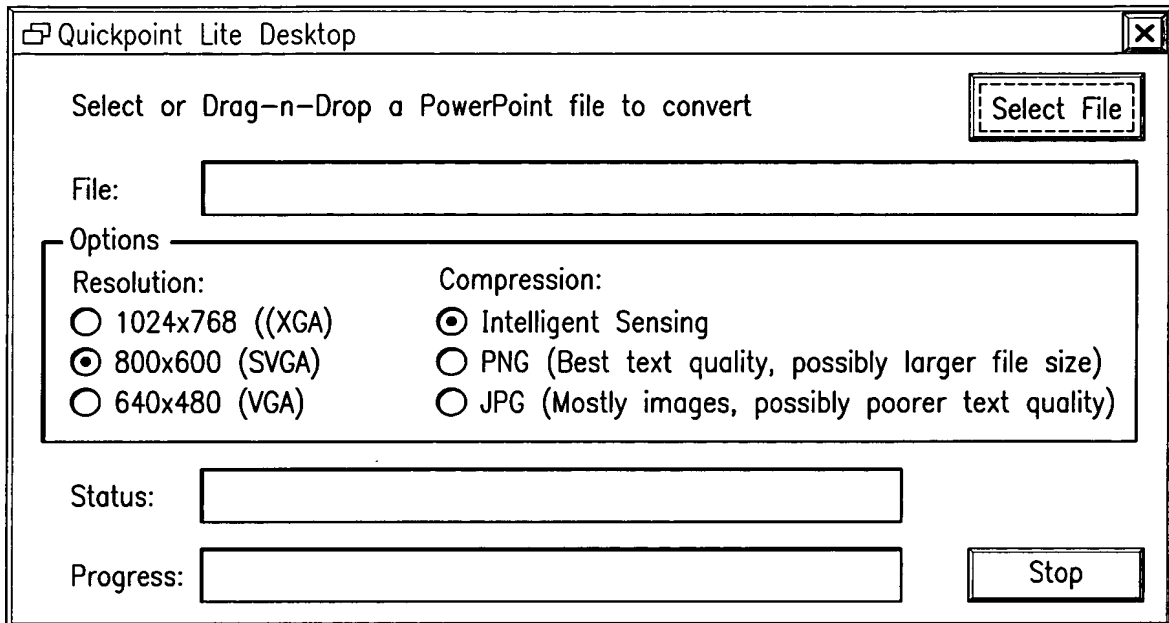 Quickpoint Lite Desktop
Select or Drag-n-Drop a PowerPoint file to convert
Select File
File:
Options
Resolution:
1024x768 ((XGA)
800x600 (SVGA)
640x480 (VGA)
Compression:
Intelligent Sensing
PNG (Best text quality, possibly larger file size)
JPG (Mostly images, possibly poorer text quality)
Status:
Progress:
Stop